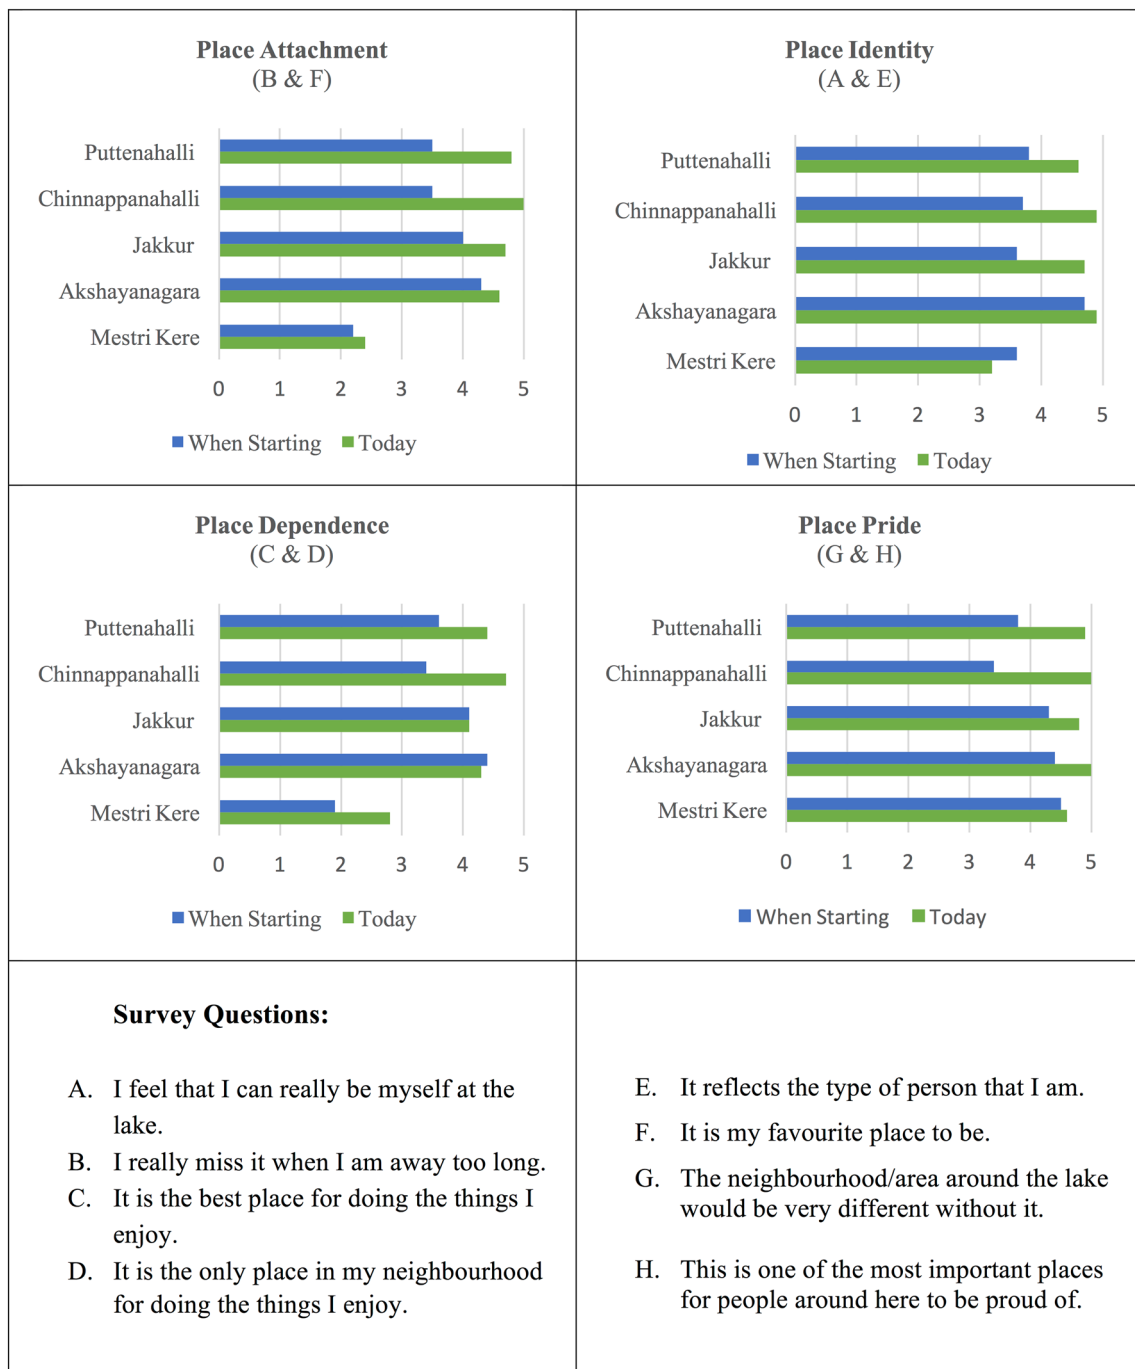 Place Attachment
(B & F)
Puttenahalli
Chinnappanahalli
Jakkur
Akshayanagara
Mestri Kere
0 1 2 3 4 5
When Starting Today
Place Identity
(A & E)
Puttenahalli
Chinnappanahalli
Jakkur
Akshayanagara
Mestri Kere
0 1 2 3 4 5
When Starting Today
Place Dependence
(C & D)
Puttenahalli
Chinnappanahalli
Jakkur
Akshayanagara
Mestri Kere
0 1 2 3 4 5
When Starting Today
Place Pride
(G & H)
Puttenahalli
Chinnappanahalli
Jakkur
Akshayanagara
Mestri Kere
0 1 2 3 4 5
When Starting Today
Survey Questions:
A. I feel that I can really be myself at the
lake.
B. I really miss it when I am away too long.
C. It is the best place for doing the things I
enjoy.
D. It is the only place in my neighbourhood
for doing the things I enjoy.
E. It reflects the type of person that I am.
F. It is my favourite place to be.
G. The neighbourhood/area around the lake
would be very different without it.
H. This is one of the most important places
for people around here to be proud of.